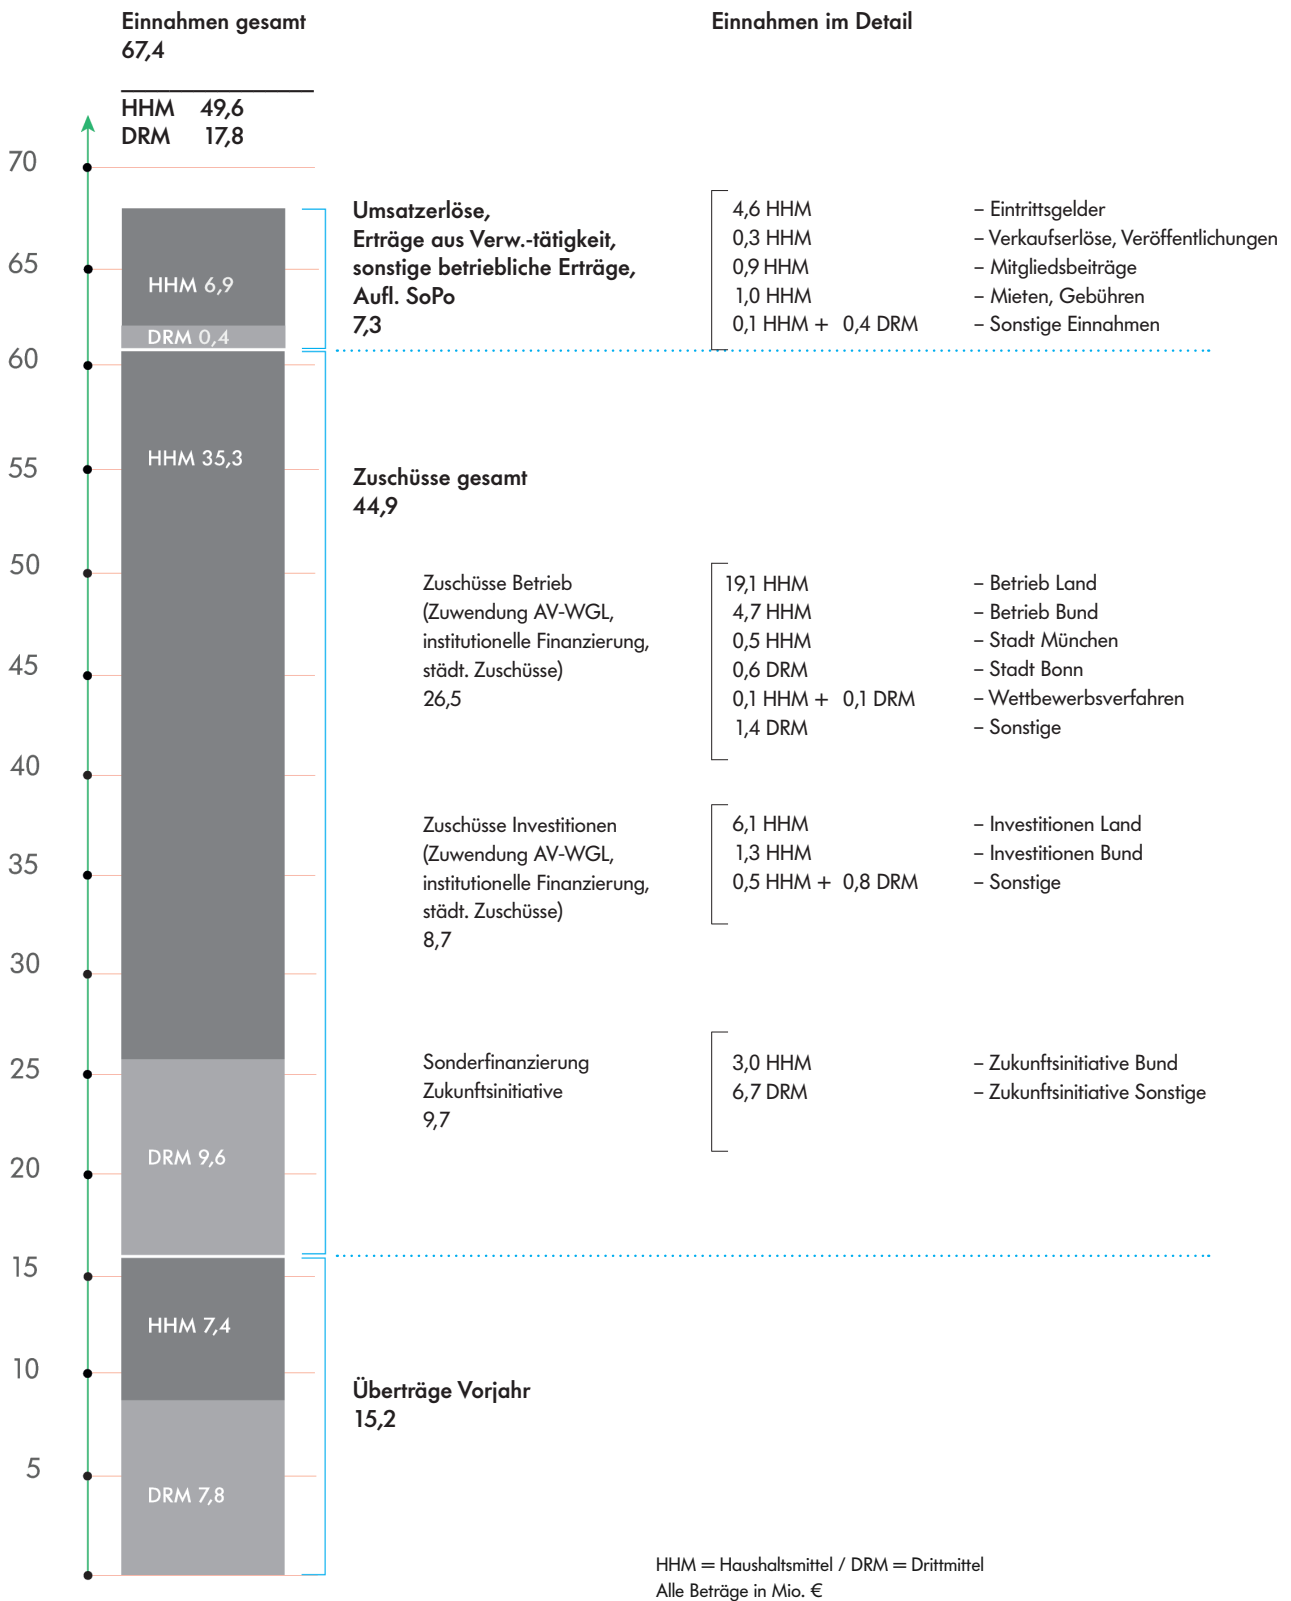 Einnahmen gesamt
67,4
HHM 49,6
DRM 17,8
Einnahmen im Detail
70
65
60
55
50
45
40
35
30
25
20
15
10
5
HHM 6,9
DRM 0,4
HHM 35,3
DRM 9,6
HHM 7,4
DRM 7,8
Umsatzerlöse,
Erträge aus Verw.-tätigkeit,
sonstige betriebliche Erträge,
Aufl. SoPo
7,3
4,6 HHM – Eintrittsgelder
0,3 HHM – Verkaufserlöse, Veröffentlichungen
0,9 HHM – Mitgliedsbeiträge
1,0 HHM – Mieten, Gebühren
0,1 HHM + 0,4 DRM – Sonstige Einnahmen
Zuschüsse gesamt
44,9
Zuschüsse Betrieb
(Zuwendung AV-WGL,
institutionelle Finanzierung,
städt. Zuschüsse)
26,5
19,1 HHM – Betrieb Land
4,7 HHM – Betrieb Bund
0,5 HHM – Stadt München
0,6 DRM – Stadt Bonn
0,1 HHM + 0,1 DRM – Wettbewerbsverfahren
1,4 DRM – Sonstige
Zuschüsse Investitionen
(Zuwendung AV-WGL,
institutionelle Finanzierung,
städt. Zuschüsse)
8,7
6,1 HHM – Investitionen Land
1,3 HHM – Investitionen Bund
0,5 HHM + 0,8 DRM – Sonstige
Sonderfinanzierung
Zukunftsinitiative
9,7
3,0 HHM – Zukunftsinitiative Bund
6,7 DRM – Zukunftsinitiative Sonstige
Überträge Vorjahr
15,2
HHM = Haushaltsmittel / DRM = Drittmittel
Alle Beträge in Mio. €